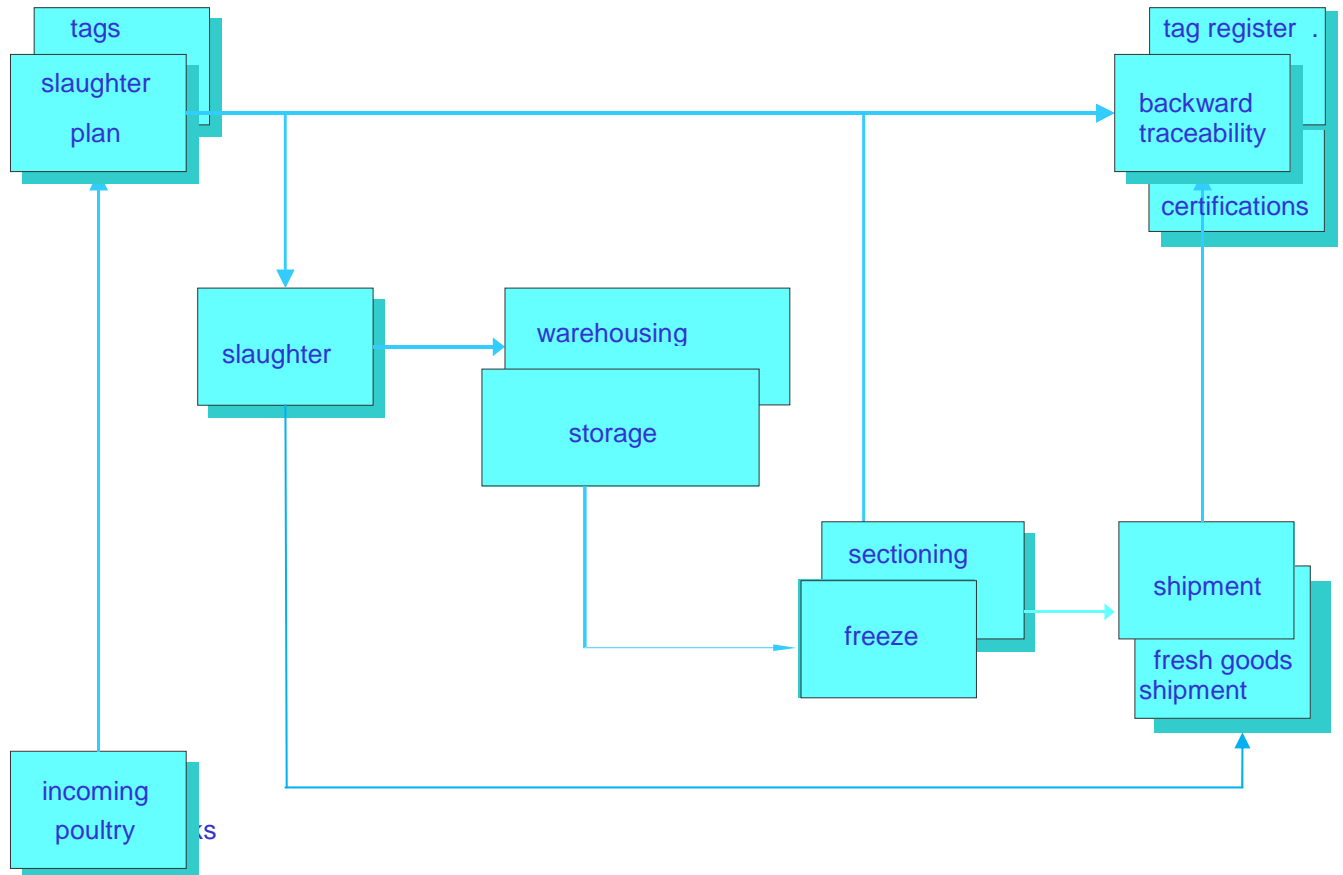 tags
slaughter
plan
tag register .
backward
traceability
certifications
slaughter
warehousing
storage
sectioning
freeze
shipment
fresh goods
shipment
incoming
poultry
ks